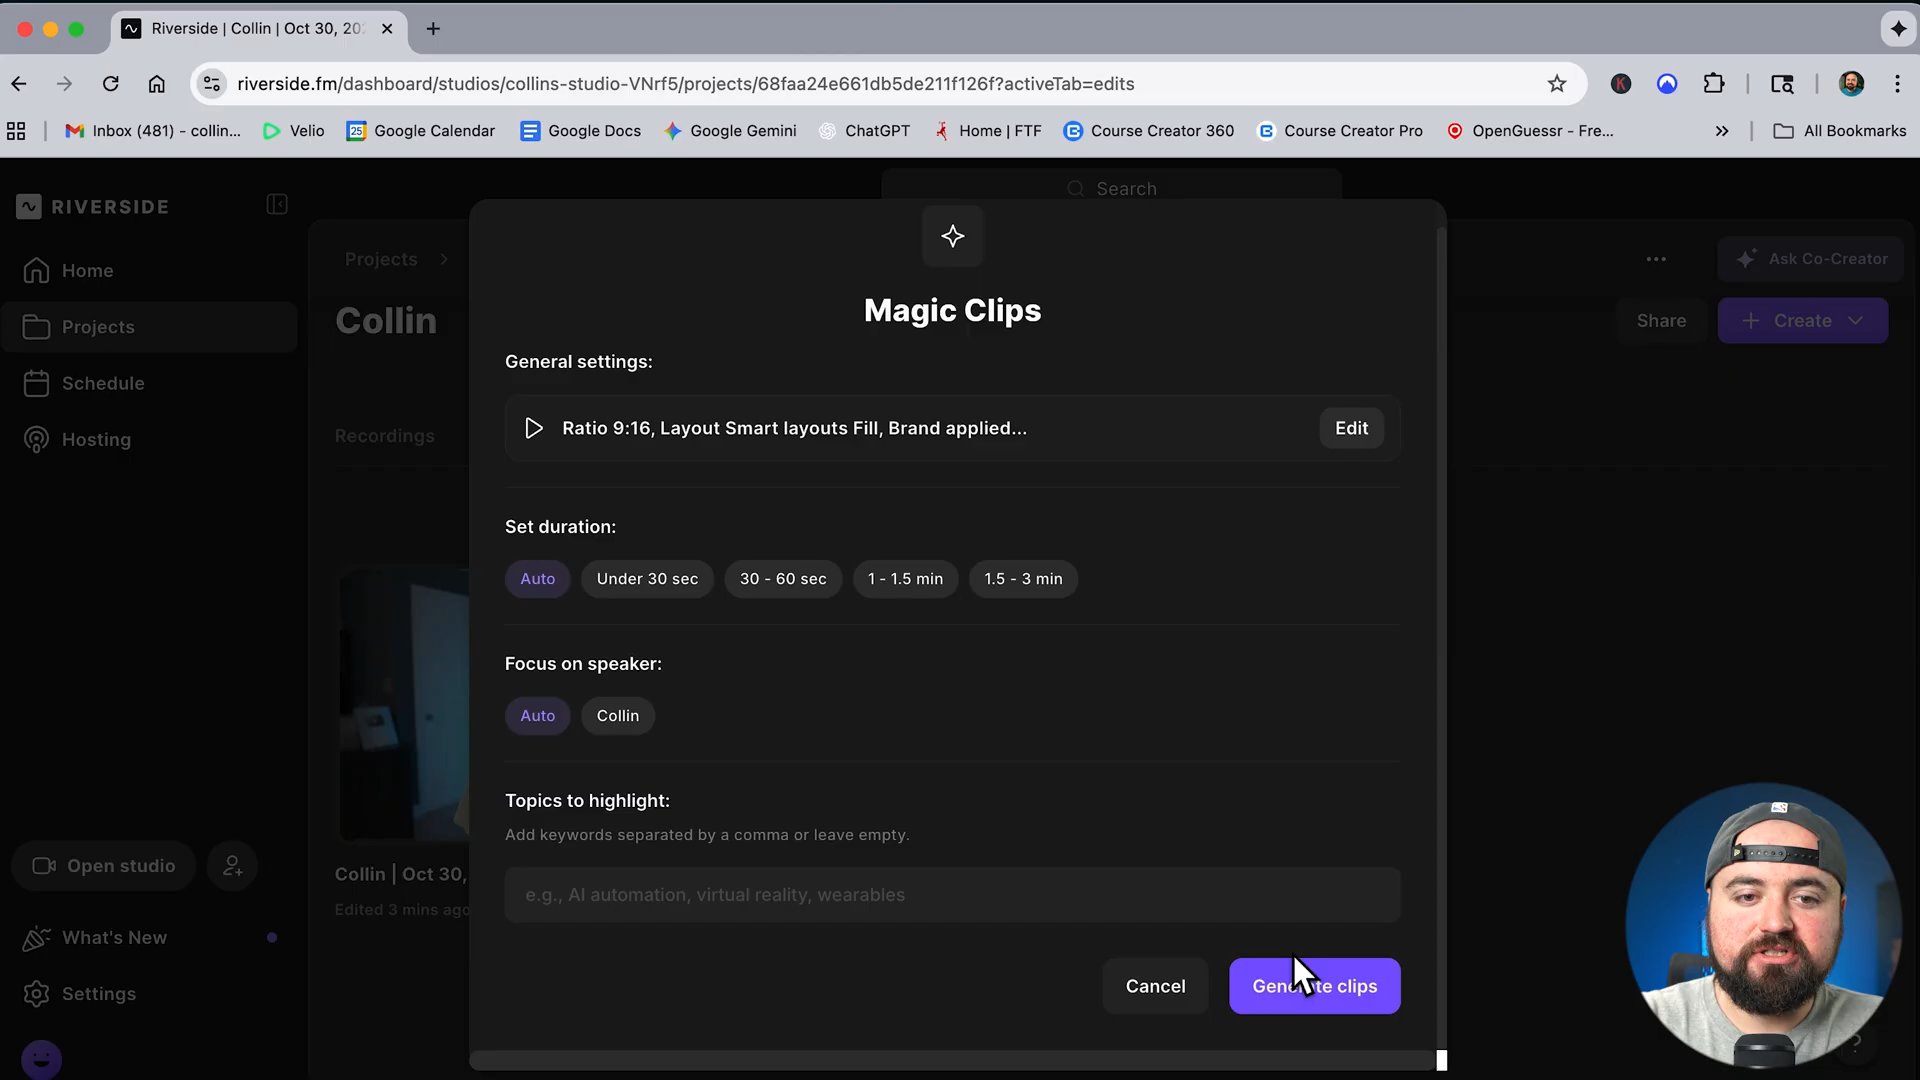 Riverside | Collin | Oct 30, 202
riverside.fm/dashboard/studios/collins-studio-VNrf5/projects/68faa24e661db5de211f126f?activeTab=edits
Inbox (481) - collin...
Velio
25
Google Calendar
Google Docs
Google Gemini
ChatGPT
Home | FTF
Course Creator 360
Course Creator Pro
OpenGuessr - Fre...
All Bookmarks
RIVERSIDE
Search
Home
Projects
Schedule
Hosting
Projects
Ask Co-Creator
Collin
Share
Create
Recordings
Magic Clips
General settings:
Ratio 9:16, Layout Smart layouts Fill, Brand applied...
Edit
Set duration:
Auto
Under 30 sec
30 - 60 sec
1 - 1.5 min
1.5 - 3 min
Focus on speaker:
Auto
Collin
Topics to highlight:
Add keywords separated by a comma or leave empty.
e.g., AI automation, virtual reality, wearables
Cancel
Generate clips
Open studio
Collin | Oct 30,
Edited 3 mins ago
What's New
Settings